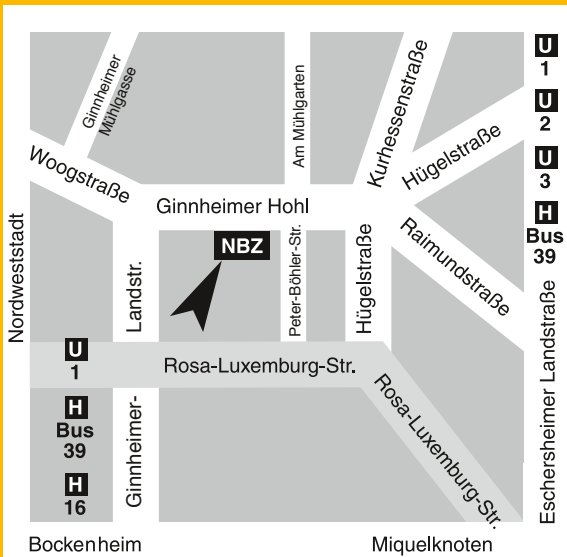 Ginnheimer
Mühlgasse
Woogstraße
Am Mühlgarten
Kurhessenstraße
Hügelstraße
U
1
U
2
U
3
H
Bus
39
Ginnheimer Hohl
NBZ
Raimundstraße
Nordweststadt
Landstr.
Peter-Böhler-Str.
Hügelstraße
Eschersheimer Landstraße
U
1
Rosa-Luxemburg-Str.
Rosa-Luxemburg-Str.
H
Bus
39
Ginnheimer-
H
16
Bockenheim
Miquelknoten